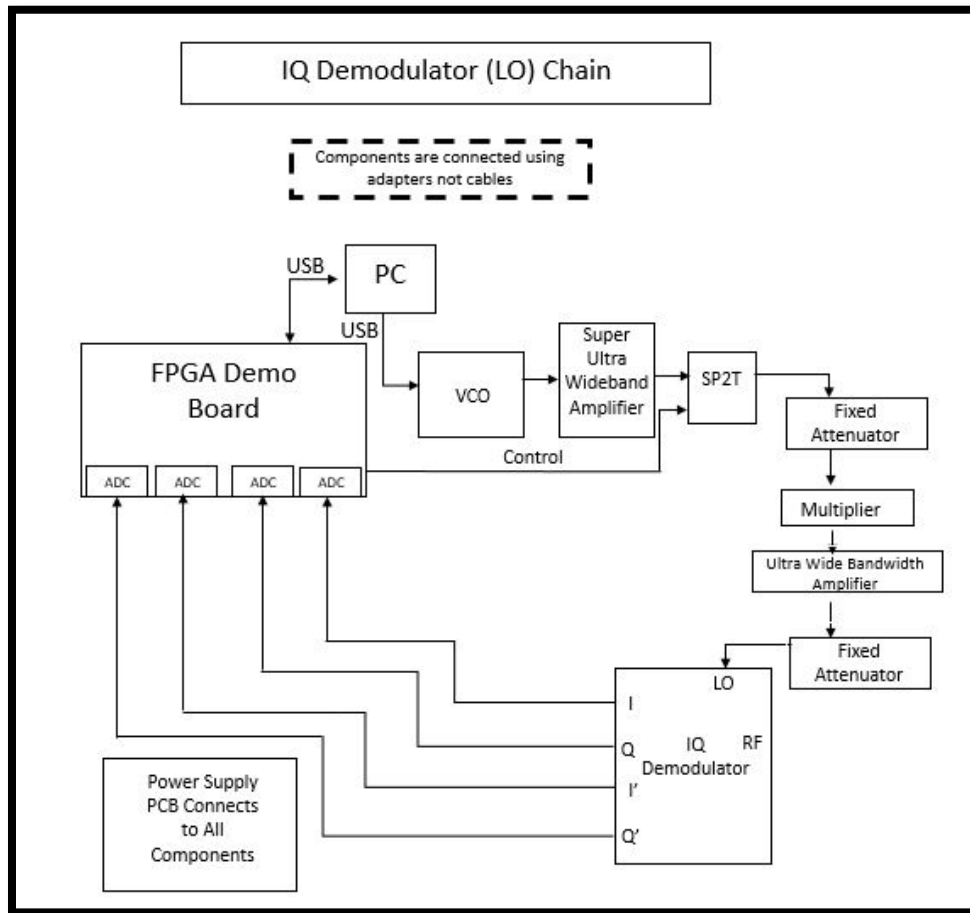 IQ Demodulator (LO) Chain
Components are connected using
adapters not cables
USB
PC
USB
FPGA Demo
Board
VCO
Super
Ultra
Wideband
Amplifier
SP2T
Fixed
Attenuator
Control
ADC
ADC
ADC
ADC
Multiplier
Ultra Wide Bandwidth
Amplifier
Fixed
Attenuator
LO
I
Q
IQ
RF
Demodulator
I'
Q'
Power Supply
PCB Connects
to All
Components